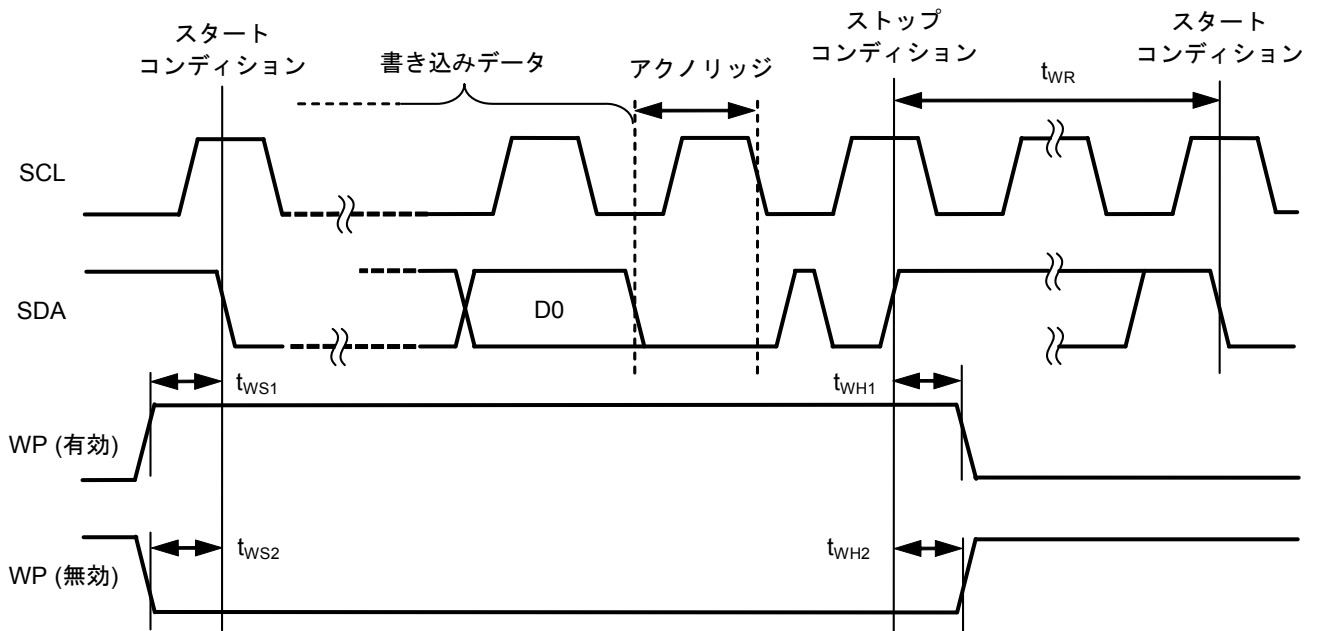 スタート
コンディション
書き込みデータ
アクノリッジ
ストップ
コンディション
tWR
スタート
コンディション
SCL
SDA
D0
tWS1
tWH1
WP (有効)
tWS2
tWH2
WP (無効)